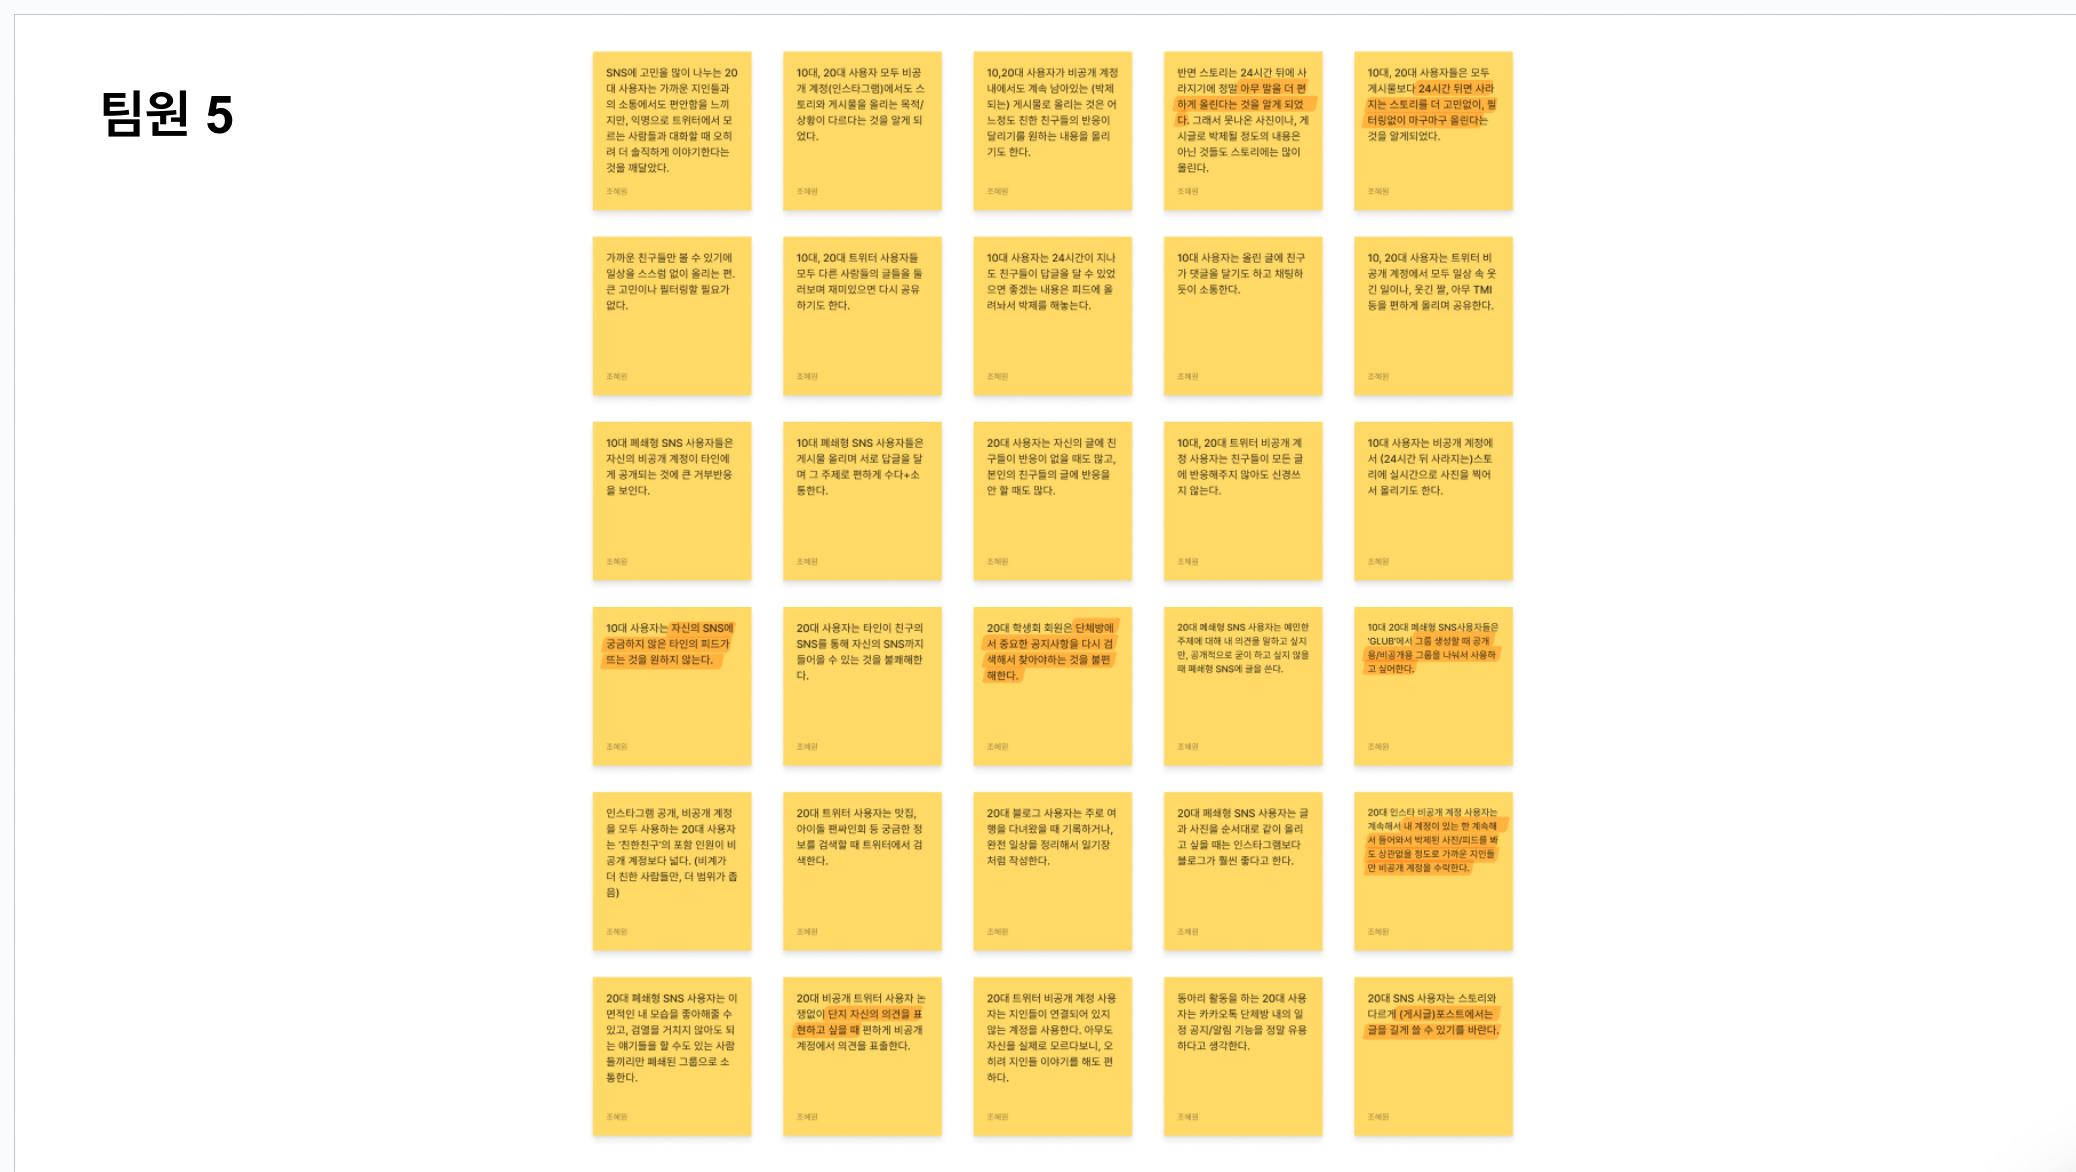 팀원 5
SNS에 고민을 많이 나누는 20
대 사용자는 가까운 지인들과
의 소통에서도 편안함을 느끼
지만, 익명으로 트위터에서 모
르는 사람들과 대화할 때 오히
려 더 솔직하게 이야기한다는
것을 깨달았다.
조혜원
10대, 20대 사용자 모두 비공
개 계정(인스타그램)에서도 스
토리와 게시물을 올리는 목적/
상황이 다르다는 것을 알게 되
었다.
조혜원
10,20대 사용자가 비공개 계정
내에서도 계속 남아있는 (박제
되는) 게시물로 올리는 것은 어
느정도 친한 친구들의 반응이
달리기를 원하는 내용을 올리
기도 한다.
조혜원
반면 스토리는 24시간 뒤에 사
라지기에 정말 아무 말을 더 편
하게 올린다는 것을 알게 되었
다. 그래서 못나온 사진이나, 게
시글로 박제될 정도의 내용은
아닌 것들도 스토리에는 많이
올린다.
조혜원
10대, 20대 사용자들은 모두
게시물보다 24시간 뒤면 사라
지는 스토리를 더 고민없이, 필
터링없이 마구마구 올린다는
것을 알게되었다.
조혜원
가까운 친구들만 볼 수 있기에
일상을 스스럼 없이 올리는 편.
큰 고민이나 필터링할 필요가
없다.
조혜원
10대, 20대 트위터 사용자들
모두 다른 사람들의 글들을 둘
러보며 재미있으면 다시 공유
하기도 한다.
조혜원
10대 사용자는 24시간이 지나
도 친구들이 답글을 달 수 있었
으면 좋겠는 내용은 피드에 올
려놔서 박제를 해놓는다.
조혜원
10대 사용자는 올린 글에 친구
가 댓글을 달기도 하고 채팅하
듯이 소통한다.
조혜원
10, 20대 사용자는 트위터 비
공개 계정에서 모두 일상 속 웃
긴 일이나, 웃긴 짤, 아무 TMI
등을 편하게 올리며 공유한다.
조혜원
10대 폐쇄형 SNS 사용자들은
자신의 비공개 계정이 타인에
게 공개되는 것에 큰 거부반응
을 보인다.
조혜원
10대 폐쇄형 SNS 사용자들은
게시물 올리며 서로 답글을 달
며 그 주제로 편하게 수다+소
통한다.
조혜원
20대 사용자는 자신의 글에 친
구들이 반응이 없을 때도 많고,
본인의 친구들의 글에 반응을
안 할 때도 많다.
조혜원
10대, 20대 트위터 비공개 계
정 사용자는 친구들이 모든 글
에 반응해주지 않아도 신경쓰
지 않는다.
조혜원
10대 사용자는 비공개 계정에
서 (24시간 뒤 사라지는)스토
리에 실시간으로 사진을 찍어
서 올리기도 한다.
조혜원
10대 사용자는 자신의 SNS에
궁금하지 않은 타인의 피드가
뜨는 것을 원하지 않는다.
조혜원
20대 사용자는 타인이 친구의
SNS를 통해 자신의 SNS까지
들어올 수 있는 것을 불쾌해한
다.
조혜원
20대 학생회 회원은 단체방에
서 중요한 공지사항을 다시 검
색해서 찾아야하는 것을 불편
해한다.
조혜원
20대 폐쇄형 SNS 사용자는 예민한
주제에 대해 내 의견을 말하고 싶지
만, 공개적으로 굳이 하고 싶지 않을
때 폐쇄형 SNS에 글을 쓴다.
조혜원
10대 20대 폐쇄형 SNS사용자들은
'GLUB'에서 그룹 생성할 때 공개
용/비공개용 그룹을 나눠서 사용하
고 싶어한다.
조혜원
인스타그램 공개, 비공개 계정
을 모두 사용하는 20대 사용자
는 '친한친구'의 포함 인원이 비
공개 계정보다 넓다. (비계가
더 친한 사람들만, 더 범위가 좁
음)
조혜원
20대 트위터 사용자는 맛집,
아이돌 팬싸인회 등 궁금한 정
보를 검색할 때 트위터에서 검
색한다.
조혜원
20대 블로그 사용자는 주로 여
행을 다녀왔을 때 기록하거나,
완전 일상을 정리해서 일기장
처럼 작성한다.
조혜원
20대 폐쇄형 SNS 사용자는 글
과 사진을 순서대로 같이 올리
고 싶을 때는 인스타그램보다
블로그가 훨씬 좋다고 한다.
조혜원
20대 인스타 비공개 계정 사용자는
계속해서 내 계정이 있는 한 계속해
서 들어와서 박제된 사진/피드를 봐
도 상관없을 정도로 가까운 지인들
만 비공개 계정을 수락한다.
조혜원
20대 폐쇄형 SNS 사용자는 이
면적인 내 모습을 좋아해줄 수
있고, 검열을 거치지 않아도 되
는 얘기들을 할 수도 있는 사람
들끼리만 폐쇄된 그룹으로 소
통한다.
조혜원
20대 비공개 트위터 사용자 논
쟁없이 단지 자신의 의견을 표
현하고 싶을 때 편하게 비공개
계정에서 의견을 표출한다.
조혜원
20대 트위터 비공개 계정 사용
자는 지인들이 연결되어 있지
않는 계정을 사용한다. 아무도
자신을 실제로 모르다보니, 오
히려 지인들 이야기를 해도 편
하다.
조혜원
동아리 활동을 하는 20대 사용
자는 카카오톡 단체방 내의 일
정 공지/알림 기능을 정말 유용
하다고 생각한다.
조혜원
20대 SNS 사용자는 스토리와
다르게 (게시글)포스트에서는
글을 길게 쓸 수 있기를 바란다.
조혜원